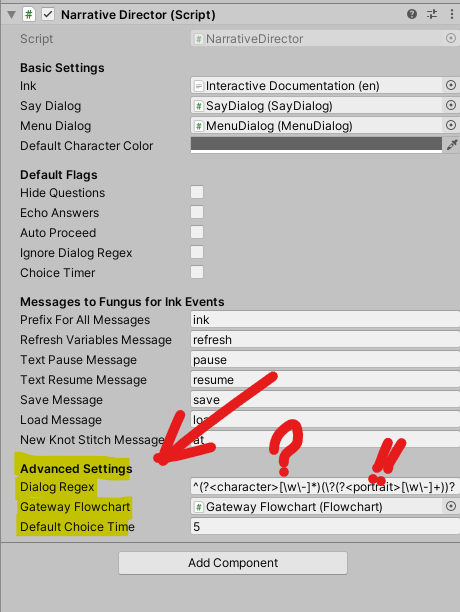 Narrative Director (Script)
Script NarrativeDirector
Basic Settings
Ink Interactive Documentation (en)
Say Dialog SayDialog (SayDialog)
Menu Dialog MenuDialog (MenuDialog)
Default Character Color
Default Flags
Hide Questions
Echo Answers
Auto Proceed
Ignore Dialog Regex
Choice Timer
Messages to Fungus for Ink Events
Prefix For All Messages ink
Refresh Variables Message refresh
Text Pause Message pause
Text Resume Message resume
Save Message save
Load Message
New Knot Stitch Message at
? !!
Advanced Settings
Dialog Regex ^(?<character>[\w\-]*)(\?(?<portrait>[\w\-]+))?
Gateway Flowchart Gateway Flowchart (Flowchart)
Default Choice Time 5
Add Component